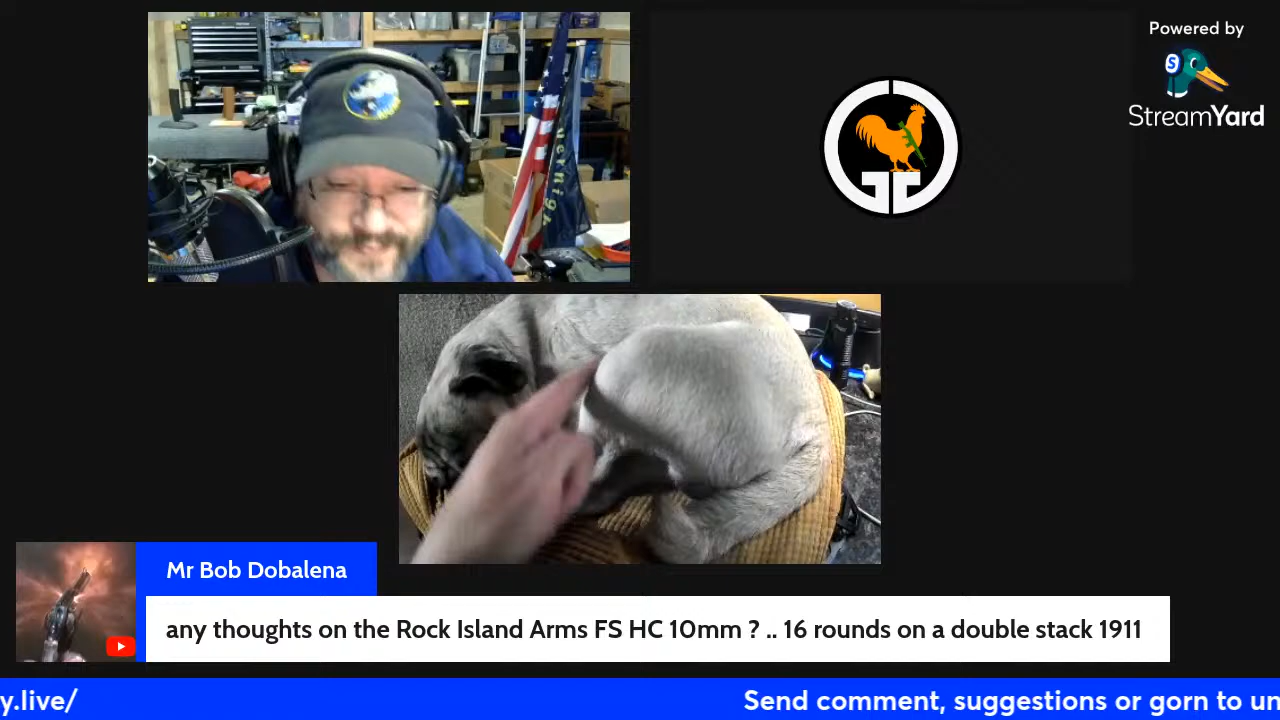 Powered by
S
StreamYard
GG
Mr Bob Dobalena
any thoughts on the Rock Island Arms FS HC 10mm ? .. 16 rounds on a double stack 1911
y.live/
Send comment, suggestions or gorn to un